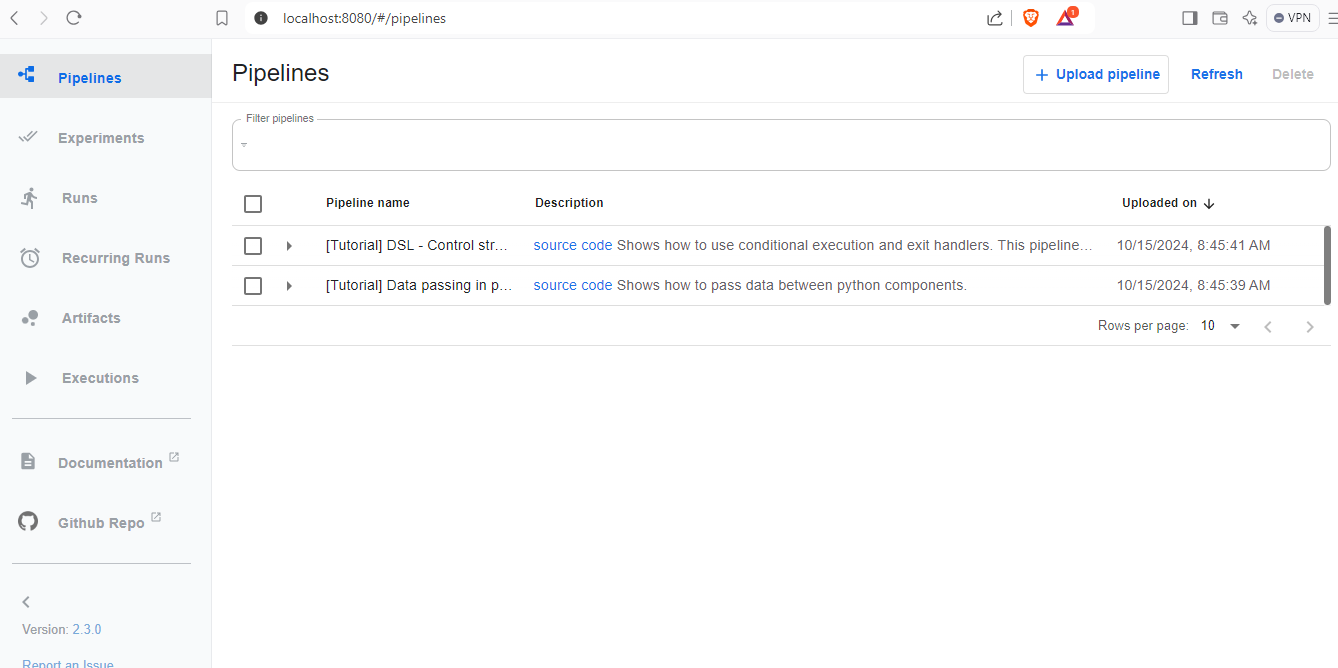 localhost:8080/#/pipelines
1
VPN
Pipelines
Experiments
Runs
Recurring Runs
Artifacts
Executions
Documentation
Github Repo
Version: 2.3.0
Report an Issue
Pipelines
+ Upload pipeline
Refresh
Delete
Filter pipelines
Pipeline name Description Uploaded on ↓
[Tutorial] DSL - Control str... source code Shows how to use conditional execution and exit handlers. This pipeline... 10/15/2024, 8:45:41 AM
[Tutorial] Data passing in p... source code Shows how to pass data between python components. 10/15/2024, 8:45:39 AM
Rows per page: 10